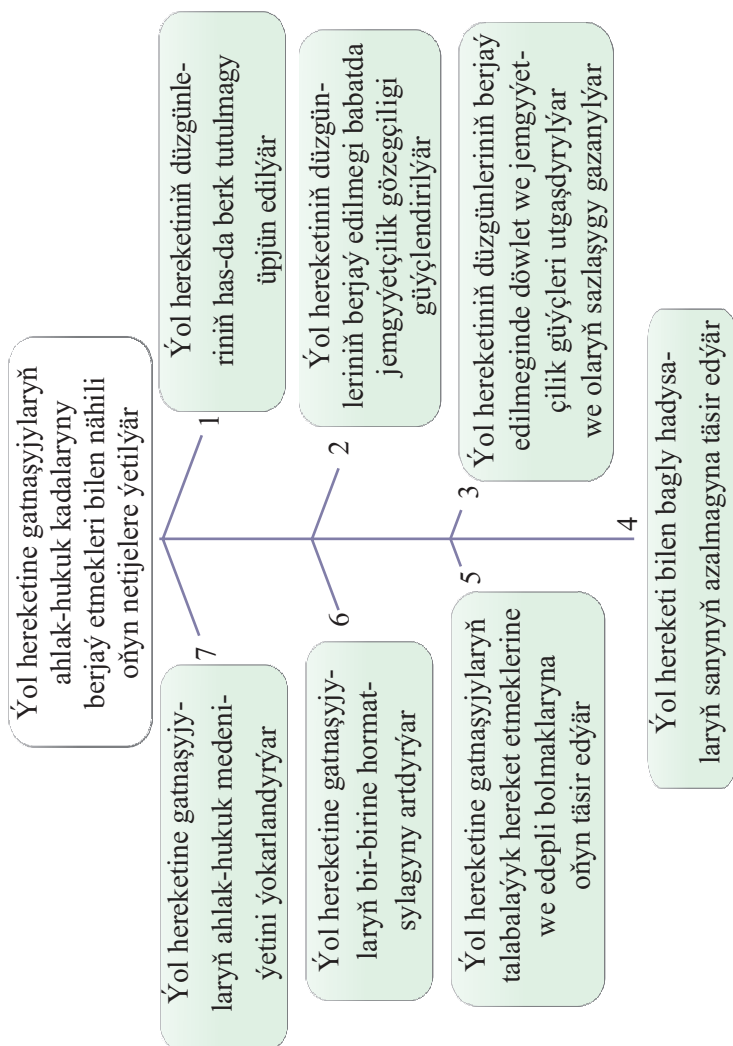 Ýol hereketine gatnaşyjylaryň
ahlak-hukuk kadalaryny
berjaý etmekleri bilen nähili
oňyn netijelere ýetilýär
1
Ýol hereketiniň düzgünle-
riniň has-da berk tutulmagy
üpjün edilýär
2
Ýol hereketiniň düzgün-
leriniň berjaý edilmegi babatda
jemgyýetçilik gözegçiligi
güýçlendirilýär
3
Ýol hereketiniň düzgünleriniň berjaý
edilmeginde döwlet we jemgyýet-
çilik güýçleri utgaşdyrylýar
we olaryň sazlaşygy gazanylýar
4
Ýol hereketi bilen bagly hadysa-
laryň sanynyň azalmagyna täsir edýär
5
Ýol hereketine gatnaşyjylaryň
talabalaýyk hereket etmeklerine
we edepli bolmaklaryna
oňyn täsir edýär
6
Ýol hereketine gatnaşyjy-
laryň bir-birine hormat-
sylagyny artdyrýar
7
Ýol hereketine gatnaşyjy-
laryň ahlak-hukuk medeni-
ýetini ýokarlandyrýar